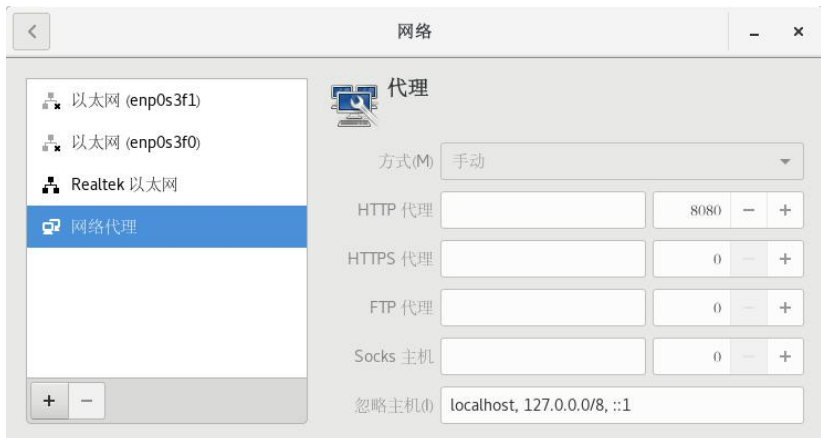 网络
以太网 (enp0s3f1)
以太网 (enp0s3f0)
Realtek 以太网
网络代理
代理
方式(M) 手动
HTTP 代理 8080 − +
HTTPS 代理 0 − +
FTP 代理 0 − +
Socks 主机 0 − +
忽略主机(I) localhost, 127.0.0.0/8, ::1
+ −